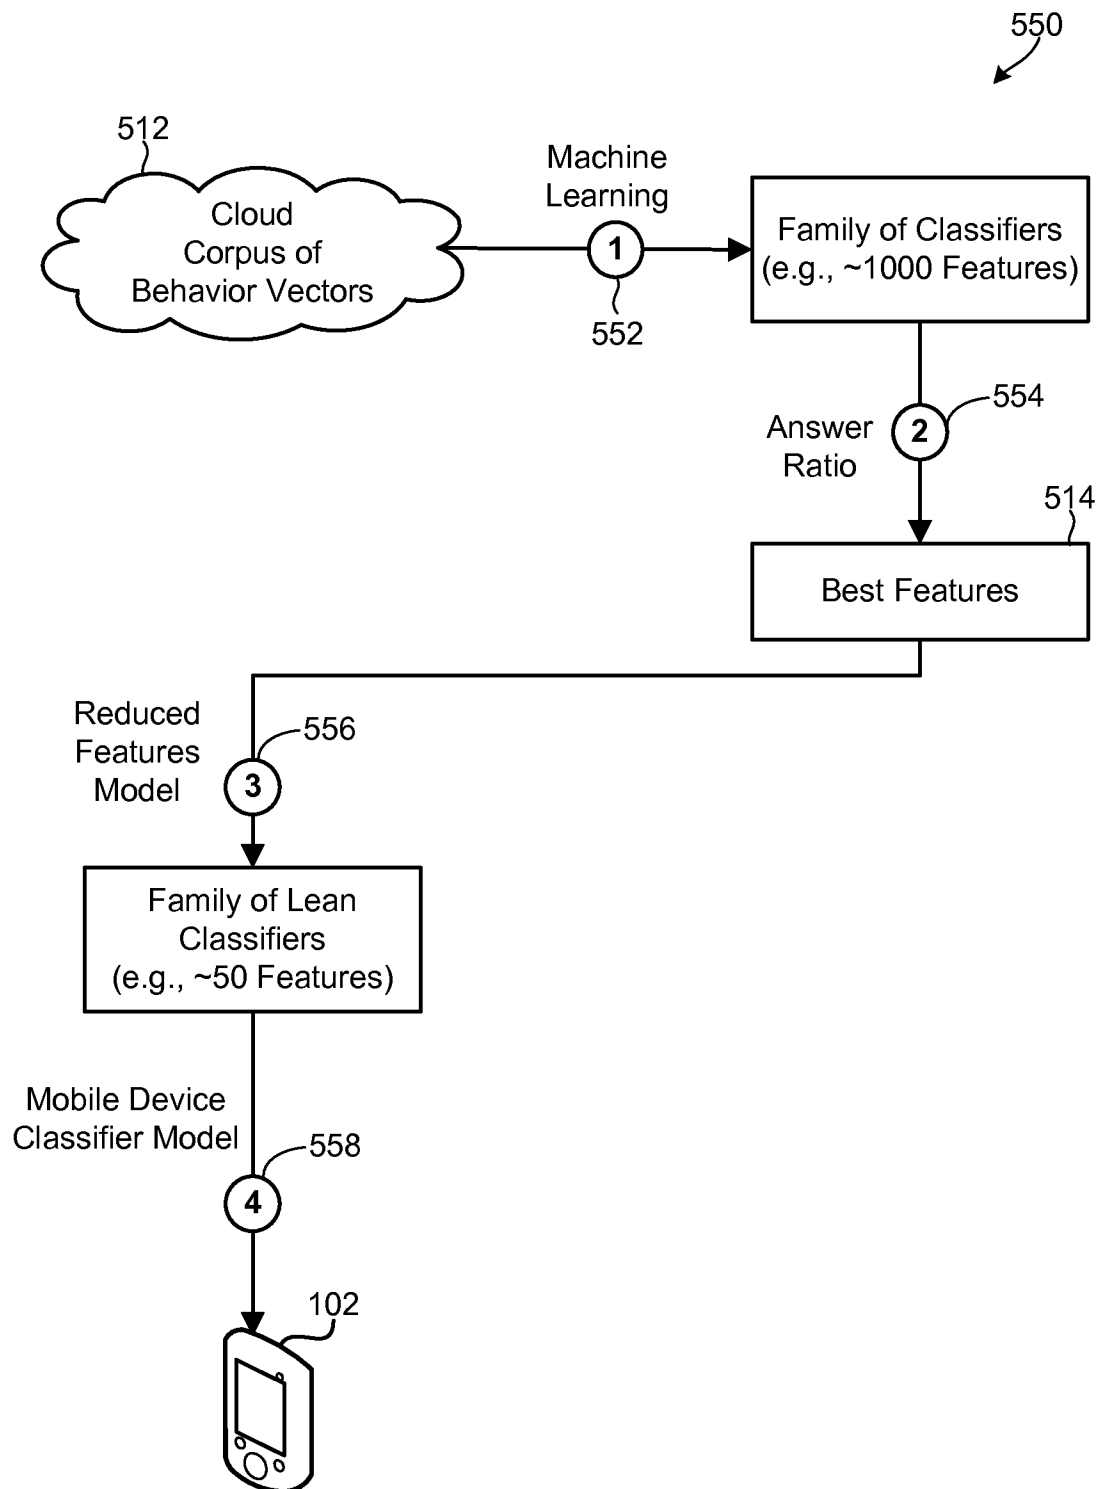 550
512
Cloud
Corpus of
Behavior Vectors
Machine
Learning
1
552
Family of Classifiers
(e.g., ~1000 Features)
554
2
Answer
Ratio
514
Best Features
Reduced
Features
Model
556
3
Family of Lean
Classifiers
(e.g., ~50 Features)
Mobile Device
Classifier Model
558
4
102